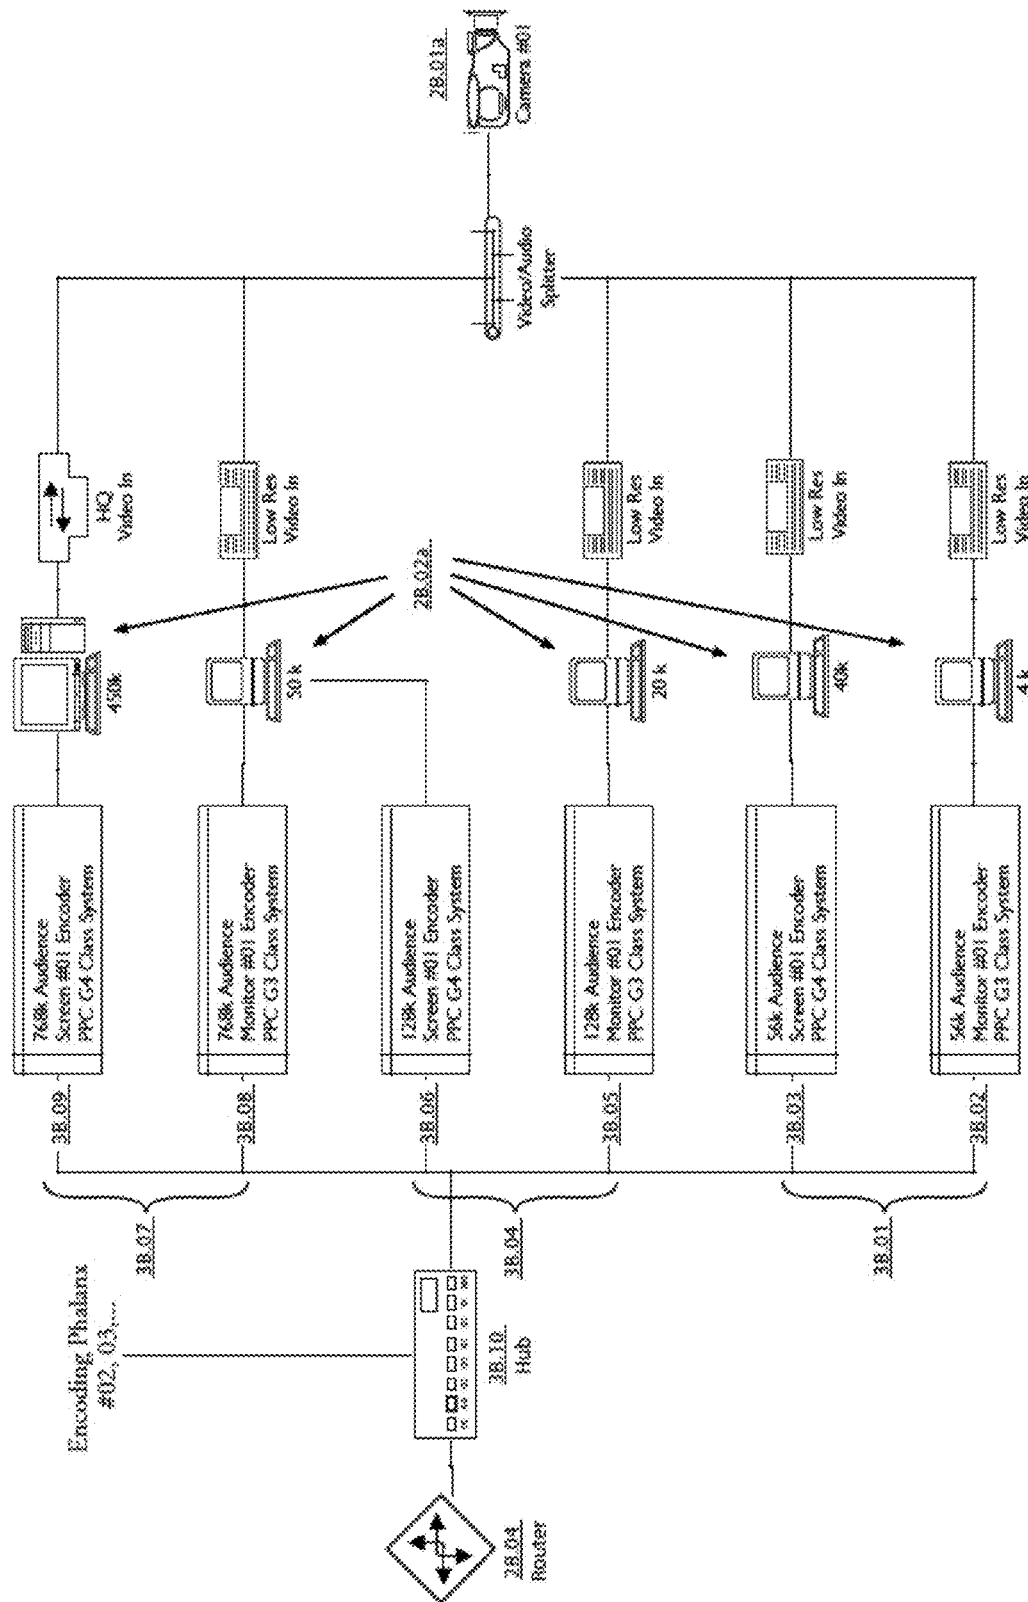 2B.01a
Camera #01
Video/Audio
Splitter
HQ
Video In
Low Res
Video In
Low Res
Video In
Low Res
Video In
Low Res
Video In
2B.02a
450k
50 k
20 k
40k
4 k
768k Audience
Screen #01 Encoder
PPC G4 Class System
768k Audience
Monitor #01 Encoder
PPC G3 Class System
128k Audience
Screen #01 Encoder
PPC G4 Class System
128k Audience
Monitor #01 Encoder
PPC G3 Class System
56k Audience
Screen #01 Encoder
PPC G4 Class System
56k Audience
Monitor #01 Encoder
PPC G3 Class System
3B.09
3B.08
3B.06
3B.05
3B.03
3B.02
3B.07
3B.04
3B.01
Encoding Phalanx
#02, 03,...
3B.10
Hub
2B.04
Router